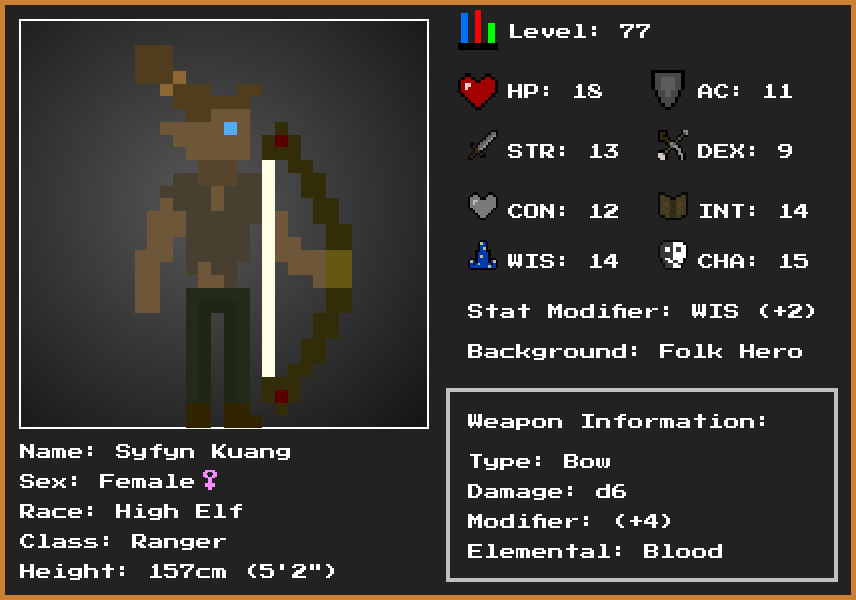 Level: 77
HP: 18
AC: 11
STR: 13
DEX: 9
CON: 12
INT: 14
WIS: 14
CHA: 15
Stat Modifier: WIS (+2)
Background: Folk Hero
Weapon Information:
Type: Bow
Damage: d6
Modifier: (+4)
Elemental: Blood
Name: Syfyn Kuang
Sex: Female♀
Race: High Elf
Class: Ranger
Height: 157cm (5'2")